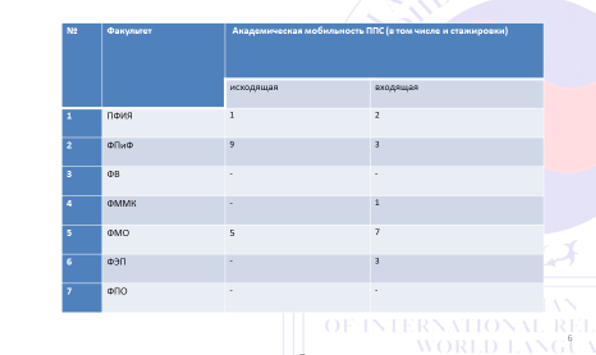 № Факультет Академическая мобильность ППС (в том числе и стажировки)
исходящая входящая
1 ПФИЯ 1 2
2 ФПиФ 9 3
3 ФВ - -
4 ФММК - 1
5 ФМО 5 7
6 ФЭП - 3
7 ФПО - -
OF INTERNATIONAL REL
WORLD LANGUA
6